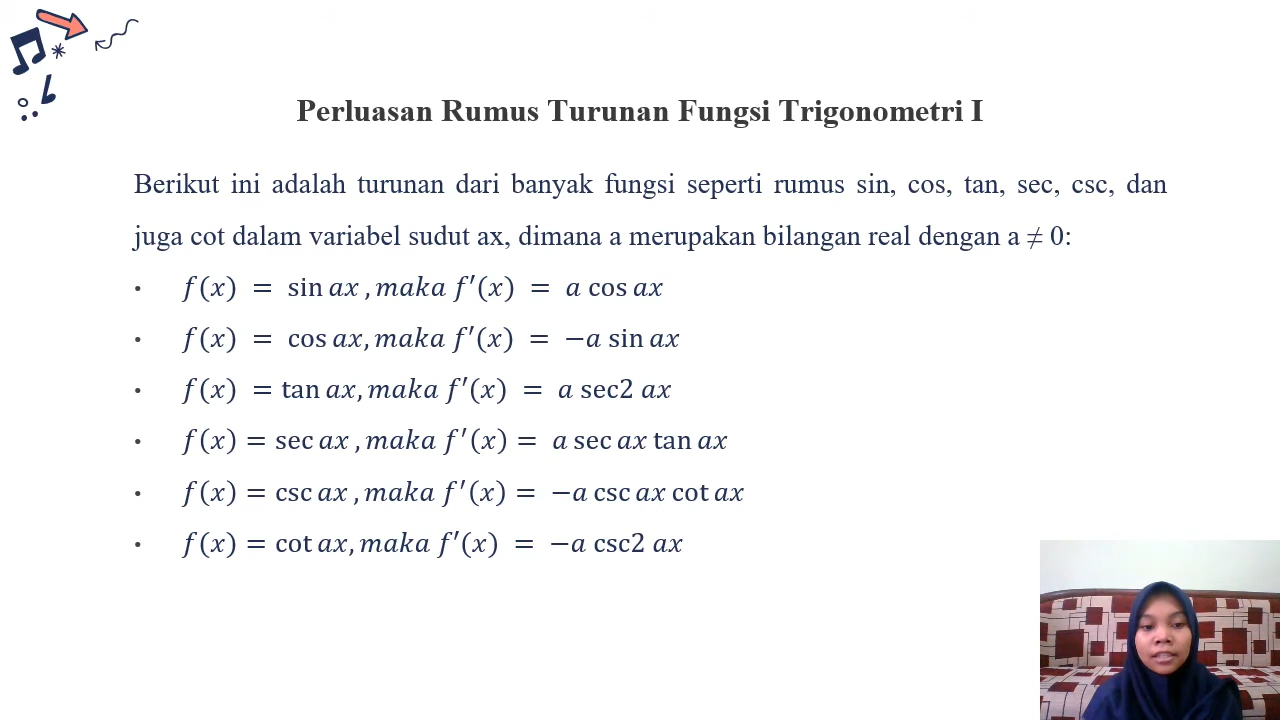 Perluasan Rumus Turunan Fungsi Trigonometri I
Berikut ini adalah turunan dari banyak fungsi seperti rumus sin, cos, tan, sec, csc, dan
juga cot dalam variabel sudut ax, dimana a merupakan bilangan real dengan a ≠ 0:
• f(x) = sin ax , maka f′(x) = a cos ax
• f(x) = cos ax, maka f′(x) = −a sin ax
• f(x) = tan ax, maka f′(x) = a sec2 ax
• f(x) = sec ax , maka f′(x) = a sec ax tan ax
• f(x) = csc ax , maka f′(x) = −a csc ax cot ax
• f(x) = cot ax, maka f′(x) = −a csc2 ax